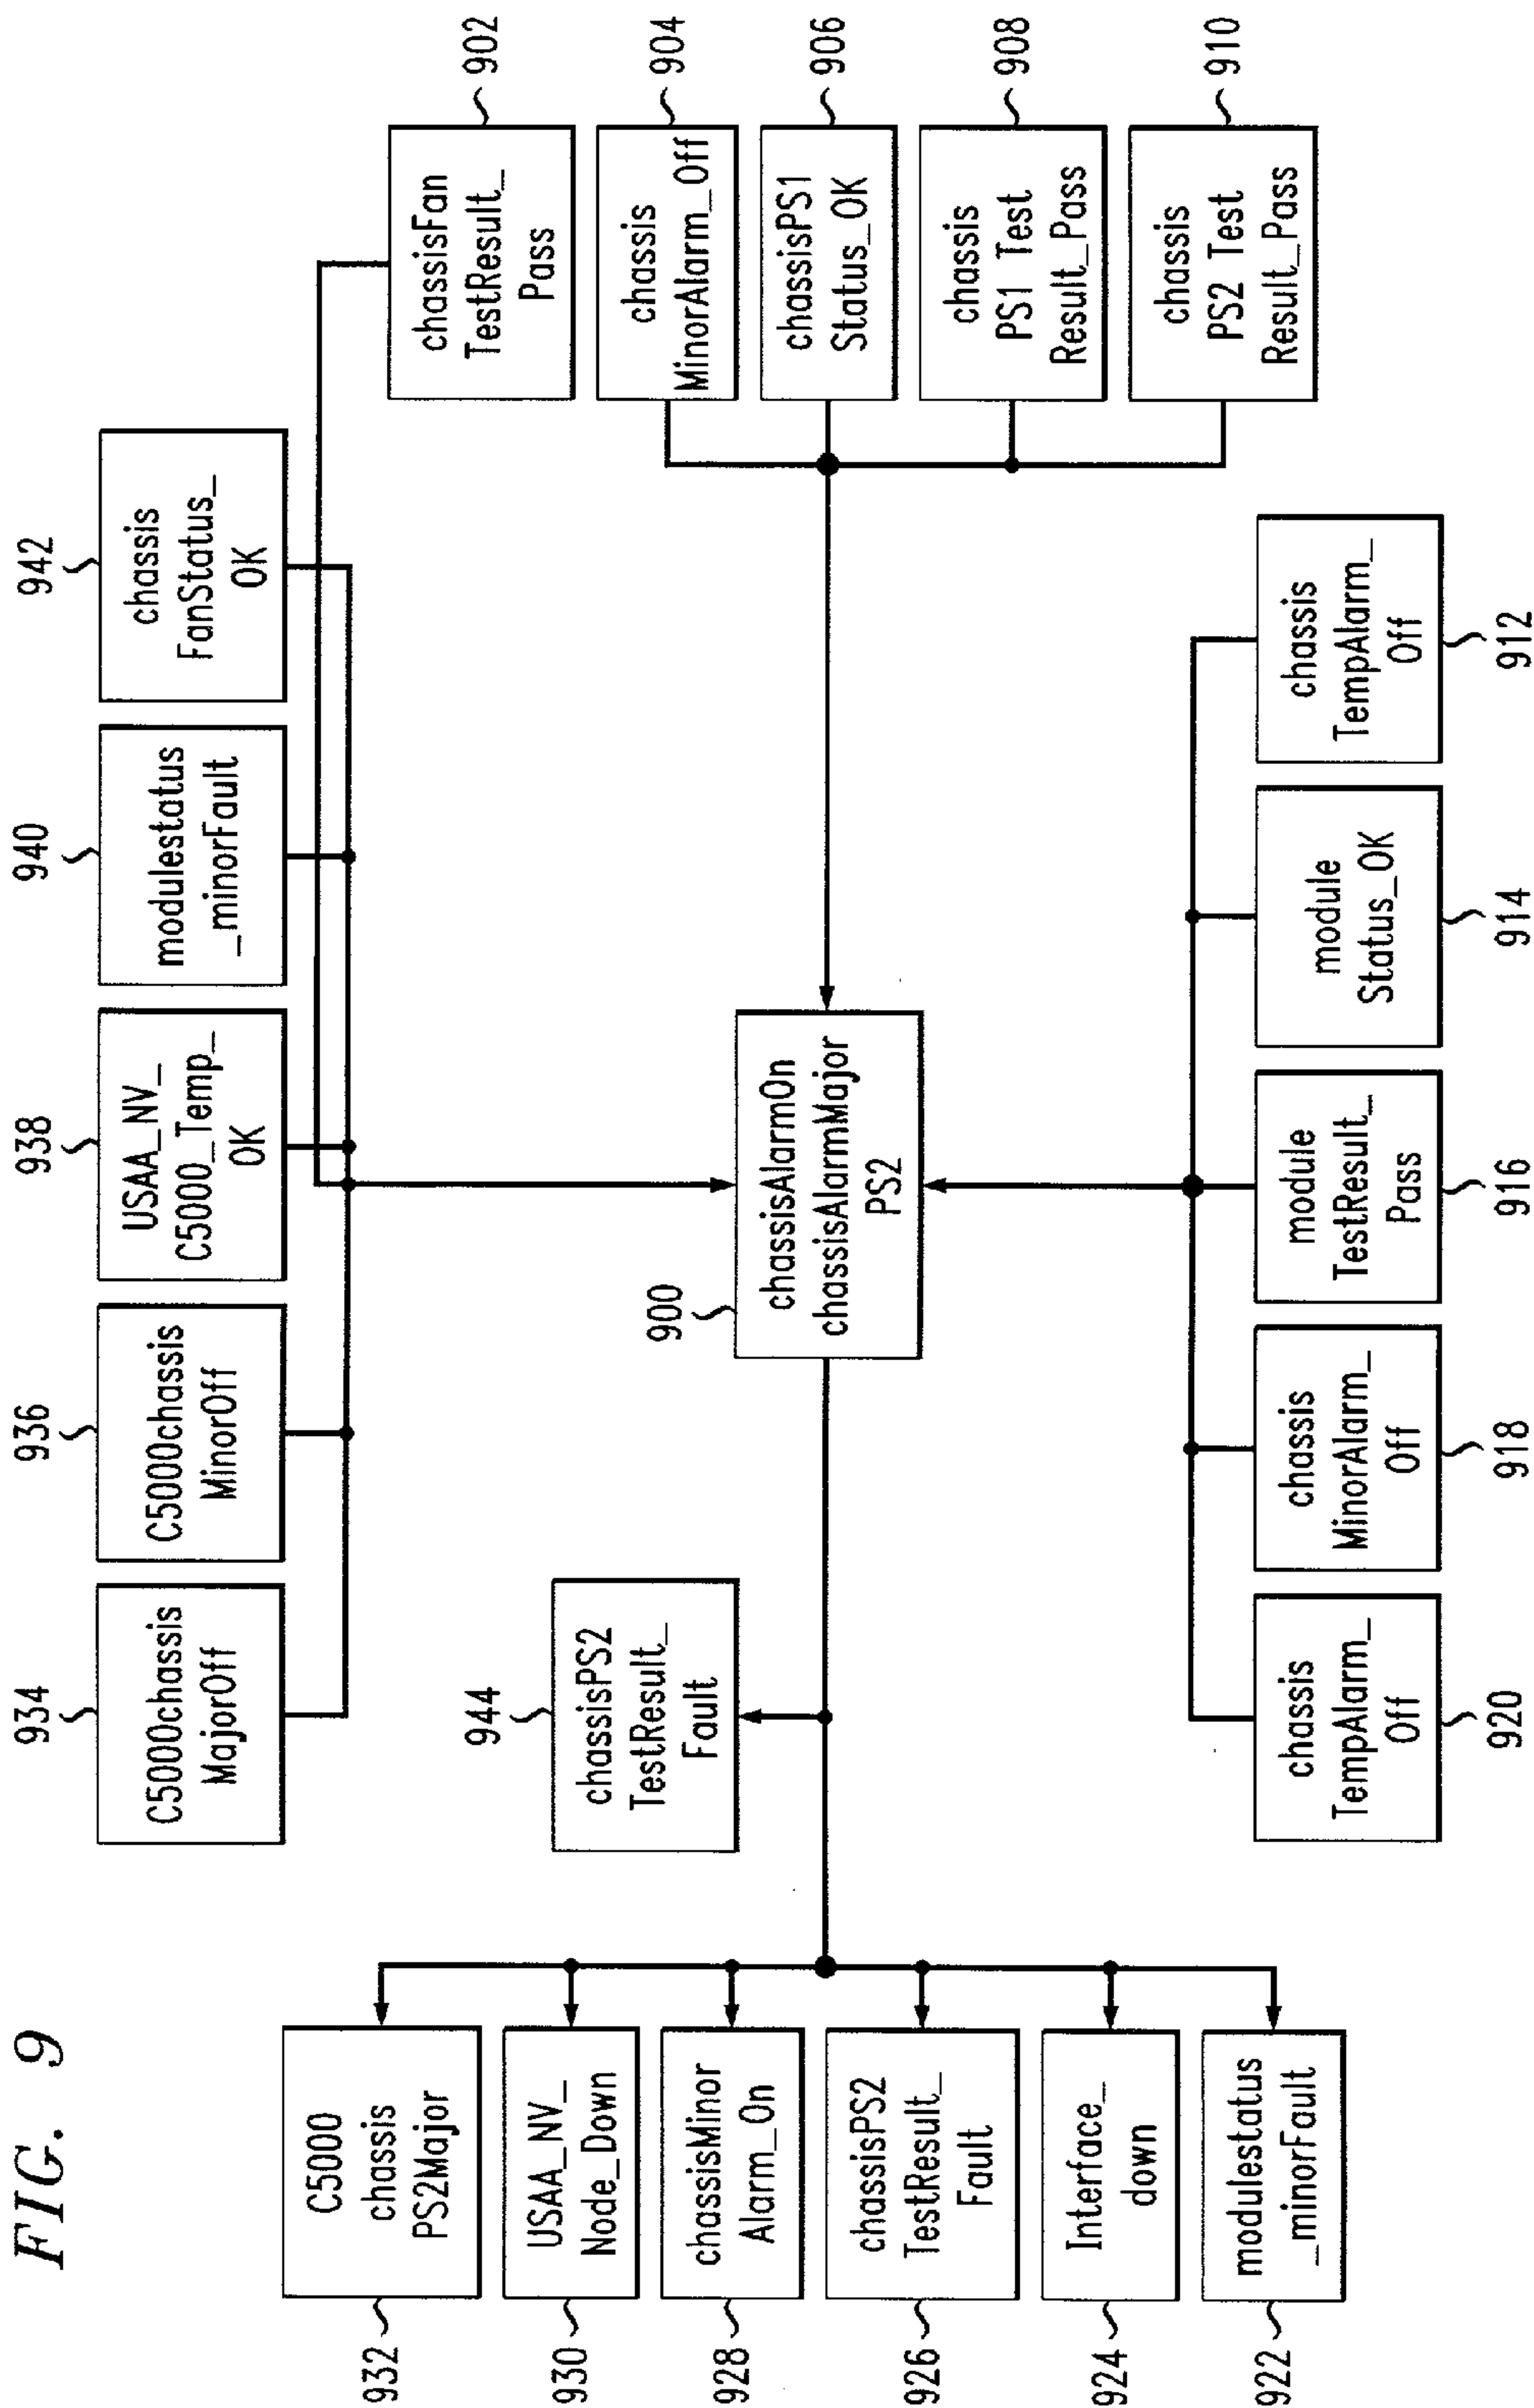 FIG. 9
934
C5000chassis
MajorOff
936
C5000chassis
MinorOff
938
USAA_NV_
C5000_Temp_
OK
940
modulestatus
_minorFault
942
chassis
FanStatus_
OK
932
C5000
chassis
PS2Major
930
USAA_NV_
Node_Down
928
chassisMinor
Alarm_On
926
chassisPS2
TestResult_
Fault
924
Interface_
down
922
modulestatus
_minorFault
944
chassisPS2
TestResult_
Fault
900
chassisAlarmOn
chassisAlarmMajor
PS2
chassisFan
TestResult_
Pass
902
chassis
MinorAlarm_Off
904
chassisPS1
Status_OK
906
chassis
PS1 Test
Result_Pass
908
chassis
PS2 Test
Result_Pass
910
chassis
TempAlarm_
Off
920
chassis
MinorAlarm_
Off
918
module
TestResult_
Pass
916
module
Status_OK
914
chassis
TempAlarm_
Off
912